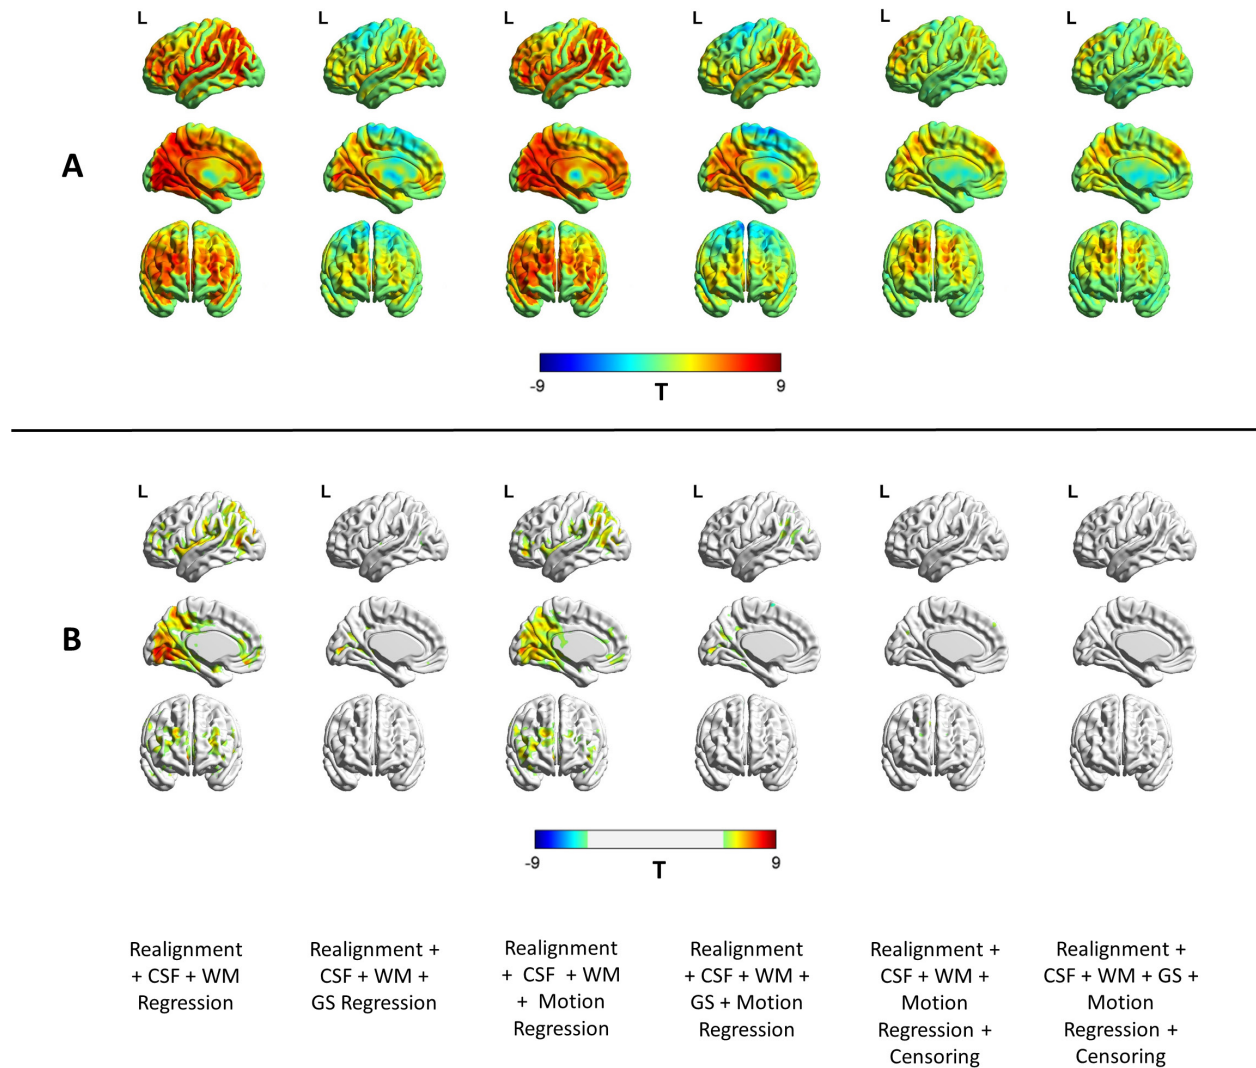 L L L L L L
A
-9 9
T
L L L L L L
B
-9 9
T
Realignment
+ CSF + WM
Regression
Realignment +
CSF + WM +
GS Regression
Realignment
+ CSF + WM
+ Motion
Regression
Realignment
+ CSF + WM +
GS + Motion
Regression
Realignment +
CSF + WM +
Motion
Regression +
Censoring
Realignment +
CSF + WM + GS +
Motion
Regression +
Censoring